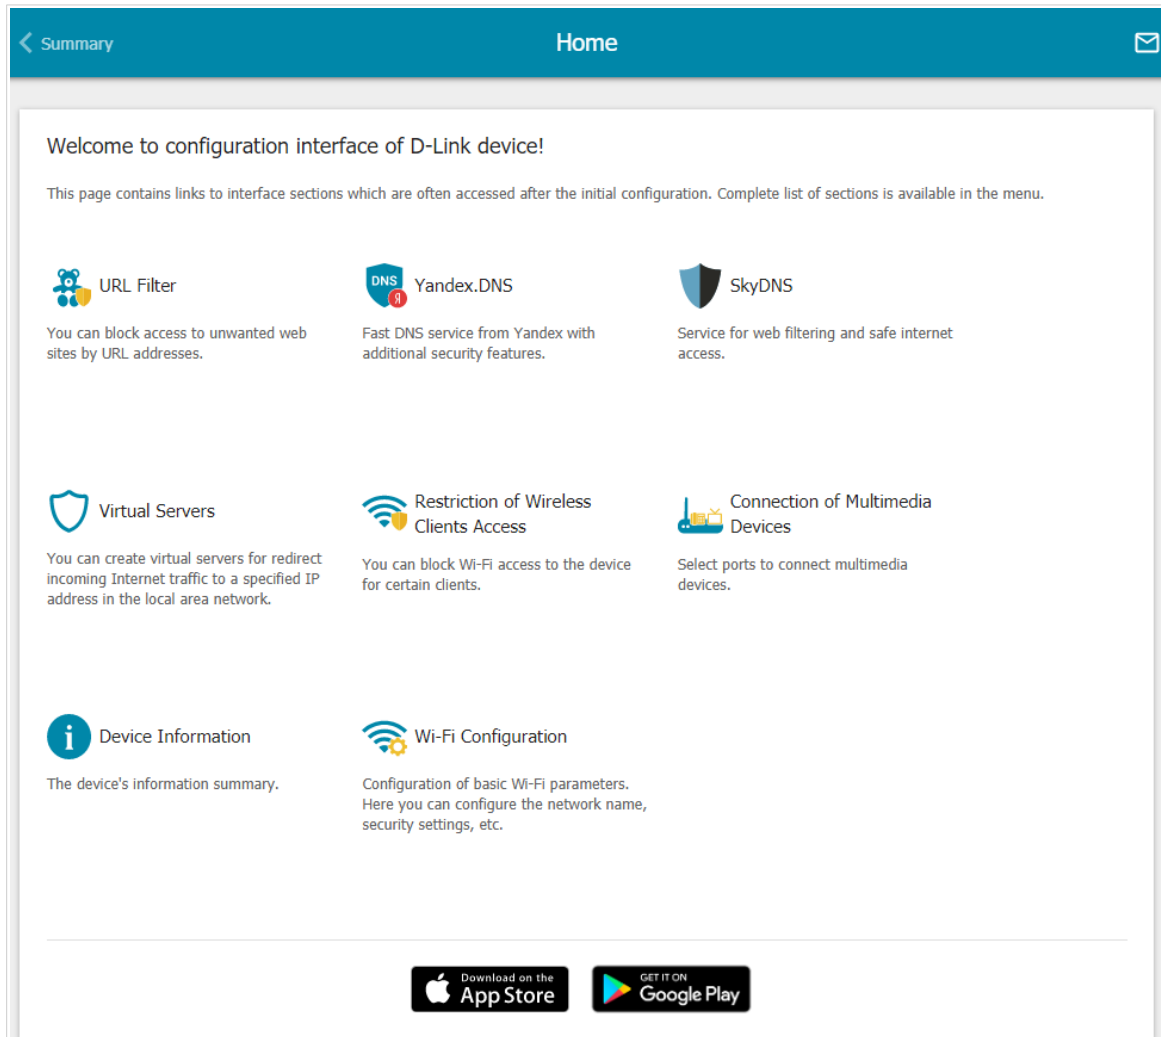 Summary
Home
Welcome to configuration interface of D-Link device!
This page contains links to interface sections which are often accessed after the initial configuration. Complete list of sections is available in the menu.
URL Filter
You can block access to unwanted web
sites by URL addresses.
DNS
Я
Yandex.DNS
Fast DNS service from Yandex with
additional security features.
SkyDNS
Service for web filtering and safe internet
access.
Virtual Servers
You can create virtual servers for redirect
incoming Internet traffic to a specified IP
address in the local area network.
Restriction of Wireless
Clients Access
You can block Wi-Fi access to the device
for certain clients.
Connection of Multimedia
Devices
Select ports to connect multimedia
devices.
i
Device Information
The device's information summary.
Wi-Fi Configuration
Configuration of basic Wi-Fi parameters.
Here you can configure the network name,
security settings, etc.
Download on the
App Store
GET IT ON
Google Play